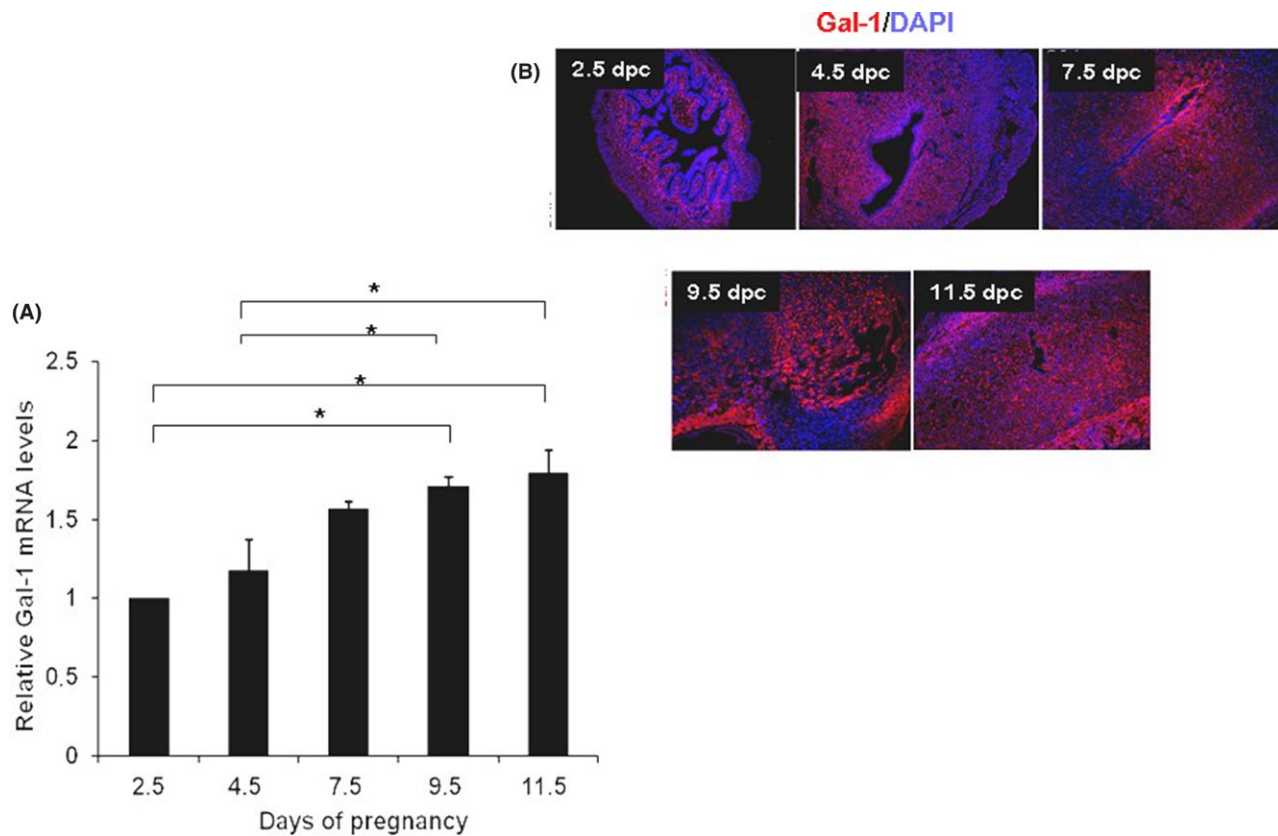 Gal-1/DAPI
(B)
2.5 dpc
4.5 dpc
7.5 dpc
9.5 dpc
11.5 dpc
(A)
*
*
*
*
Relative Gal-1 mRNA levels
2.5
2
1.5
1
0.5
0
2.5 4.5 7.5 9.5 11.5
Days of pregnancy